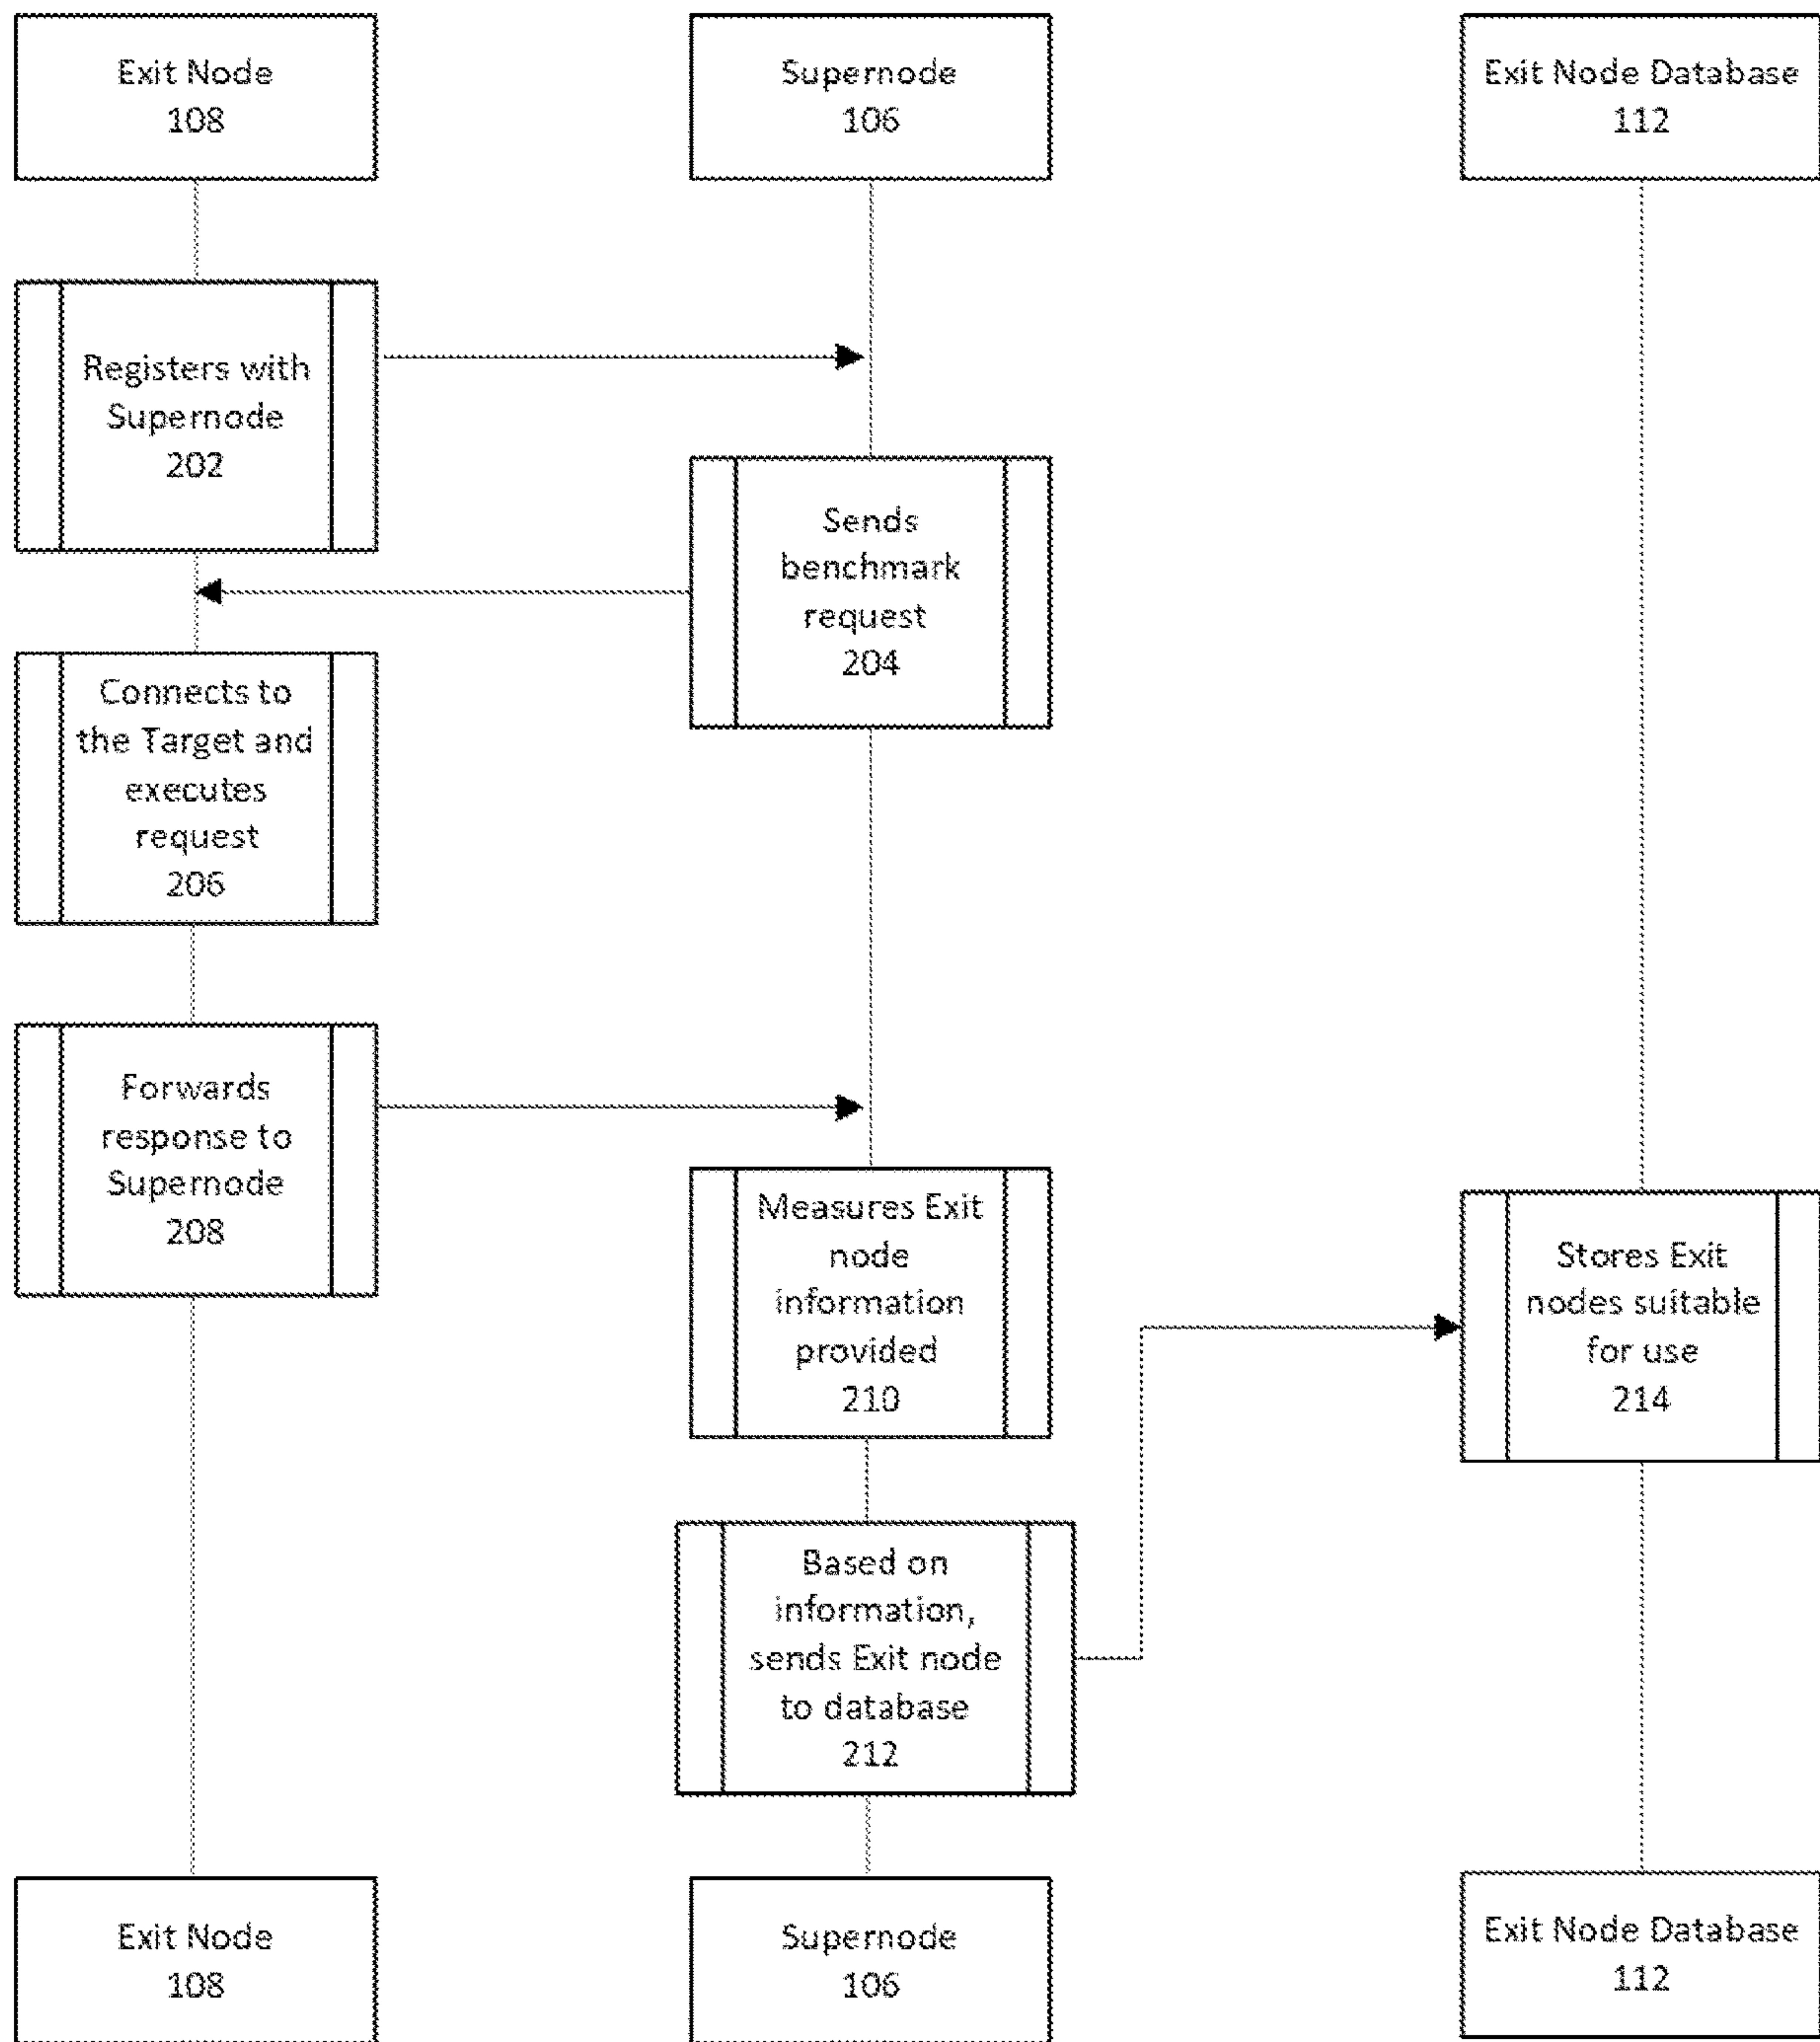 Exit Node
108
Supernode
106
Exit Node Database
112
Registers with
Supernode
202
Sends
benchmark
request
204
Connects to
the Target and
executes
request
206
Forwards
response to
Supernode
208
Measures Exit
node
information
provided
210
Stores Exit
nodes suitable
for use
214
Based on
information,
sends Exit node
to database
212
Exit Node
108
Supernode
106
Exit Node Database
112